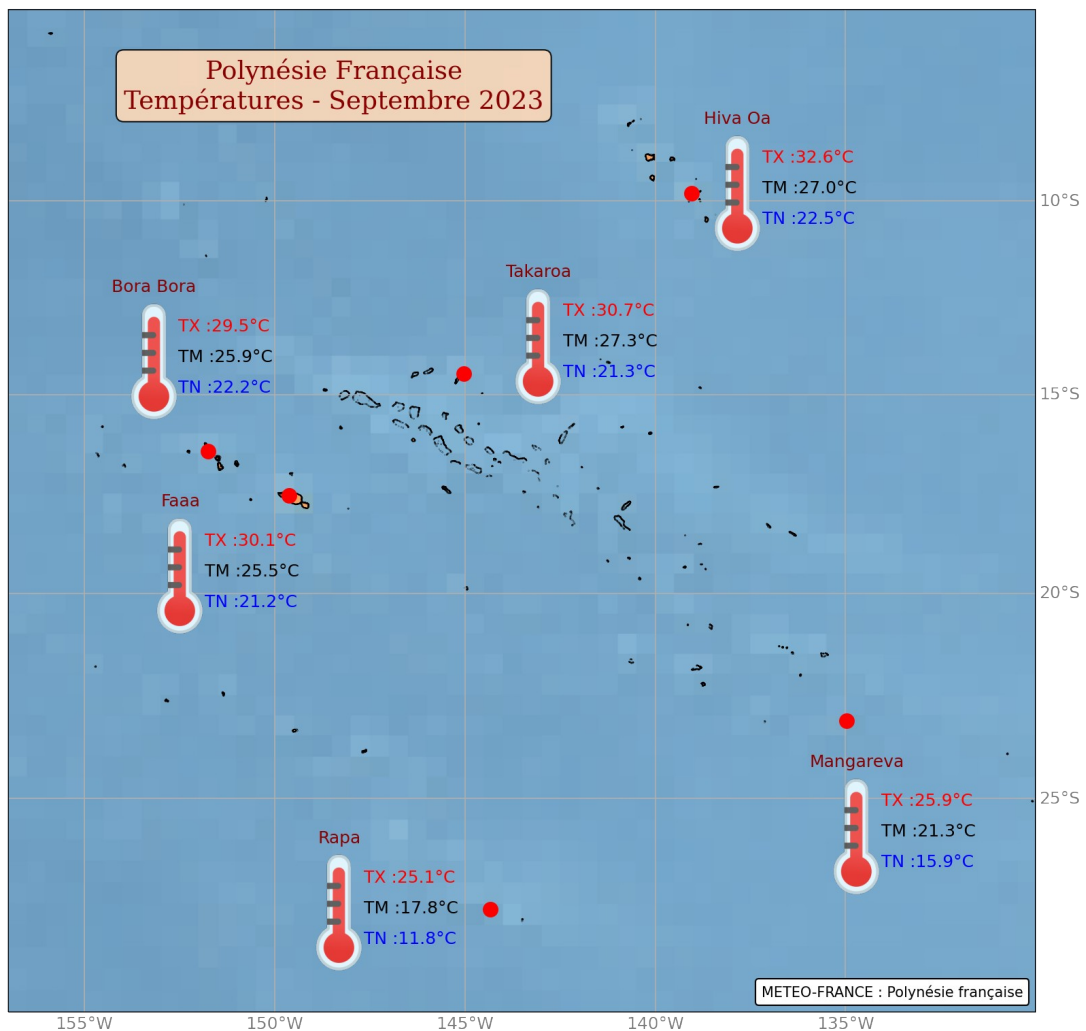 Polynésie Française
Températures - Septembre 2023
Hiva Oa
TX :32.6°C
TM :27.0°C
TN :22.5°C
10°S
Takaroa
TX :30.7°C
TM :27.3°C
TN :21.3°C
Bora Bora
TX :29.5°C
TM :25.9°C
TN :22.2°C
15°S
Faaa
TX :30.1°C
TM :25.5°C
TN :21.2°C
20°S
Mangareva
TX :25.9°C
TM :21.3°C
TN :15.9°C
25°S
Rapa
TX :25.1°C
TM :17.8°C
TN :11.8°C
METEO-FRANCE : Polynésie française
155°W
150°W
145°W
140°W
135°W